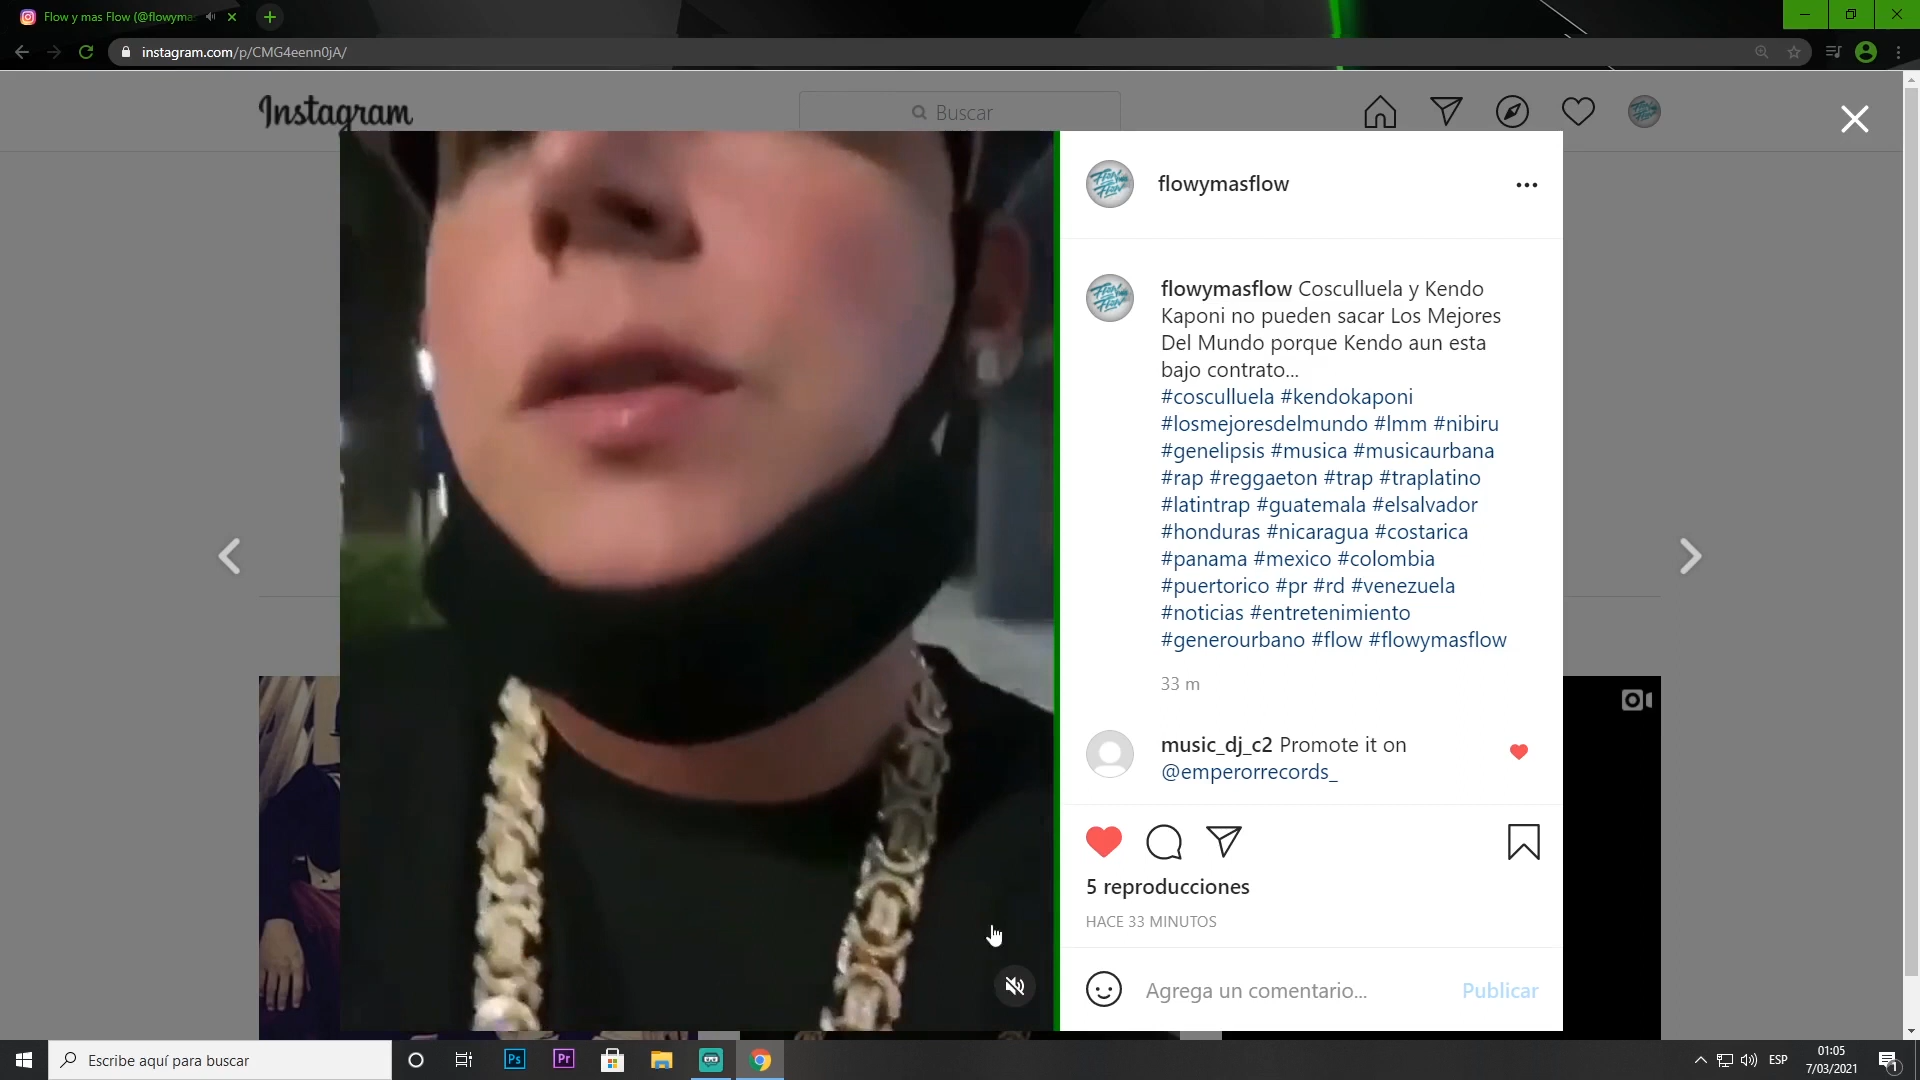 Flow y mas Flow (@flowyma
instagram.com/p/CMG4eenn0jA/
Instagram
Buscar
flowymasflow
flowymasflow Cosculluela y Kendo
Kaponi no pueden sacar Los Mejores
Del Mundo porque Kendo aun esta
bajo contrato...
#cosculluela #kendokaponi
#losmejoresdelmundo #lmm #nibiru
#genelipsis #musica #musicaurbana
#rap #reggaeton #trap #traplatino
#latintrap #guatemala #elsalvador
#honduras #nicaragua #costarica
#panama #mexico #colombia
#puertorico #pr #rd #venezuela
#noticias #entretenimiento
#generourbano #flow #flowymasflow
33 m
music_dj_c2 Promote it on
@emperorrecords_
5 reproducciones
HACE 33 MINUTOS
Agrega un comentario...
Publicar
Escribe aquí para buscar
Ps
Pr
ESP
01:05
7/03/2021
1